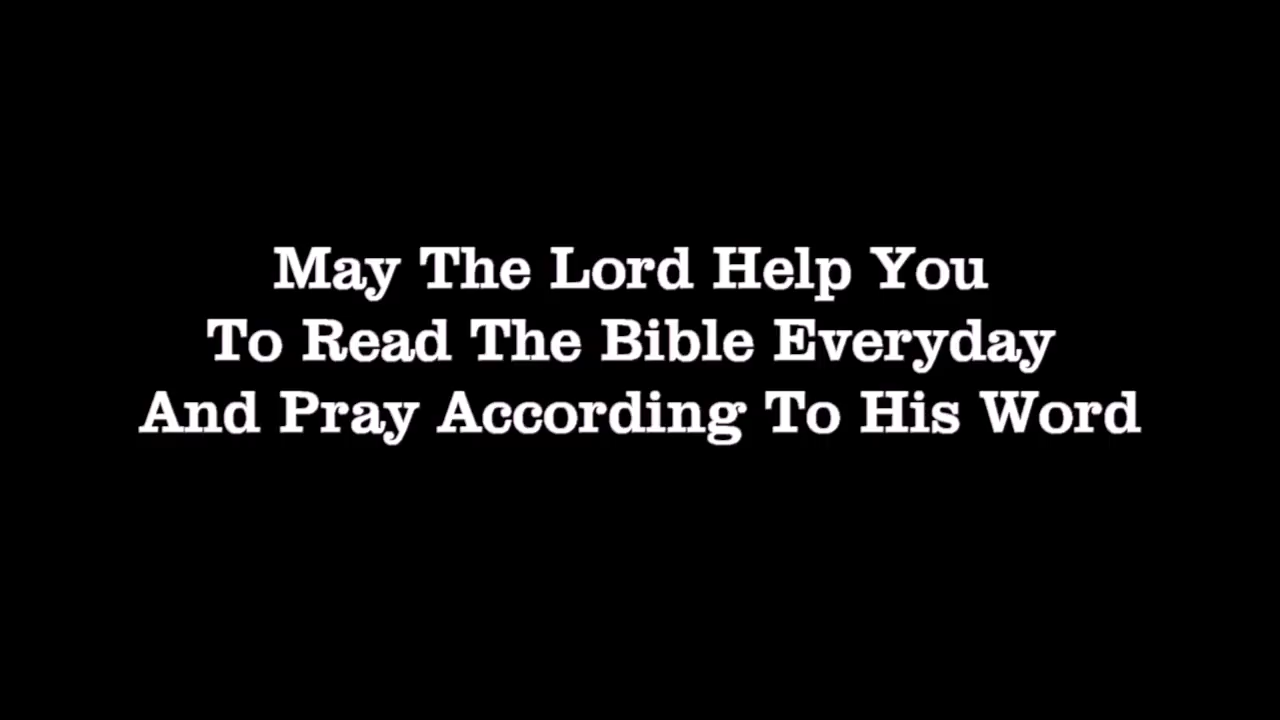 May The Lord Help You
To Read The Bible Everyday
And Pray According To His Word